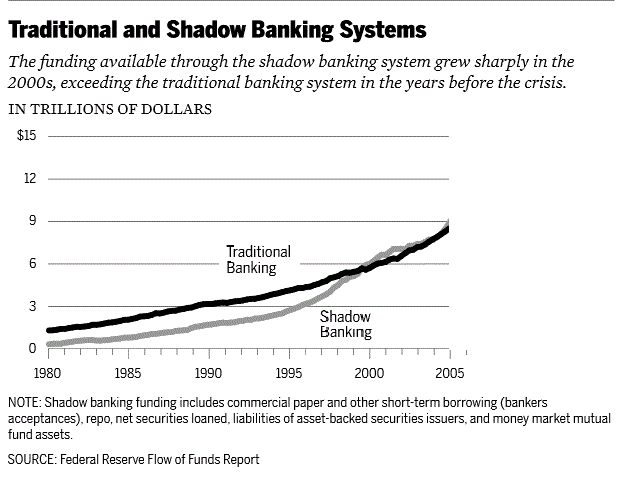 Traditional and Shadow Banking Systems
The funding available through the shadow banking system grew sharply in the
2000s, exceeding the traditional banking system in the years before the crisis.
IN TRILLIONS OF DOLLARS
$15
12
9
6
3
0
Traditional
Banking
Shadow
Banking
1980 1985 1990 1995 2000 2005
NOTE: Shadow banking funding includes commercial paper and other short-term borrowing (bankers
acceptances), repo, net securities loaned, liabilities of asset-backed securities issuers, and money market mutual
fund assets.
SOURCE: Federal Reserve Flow of Funds Report